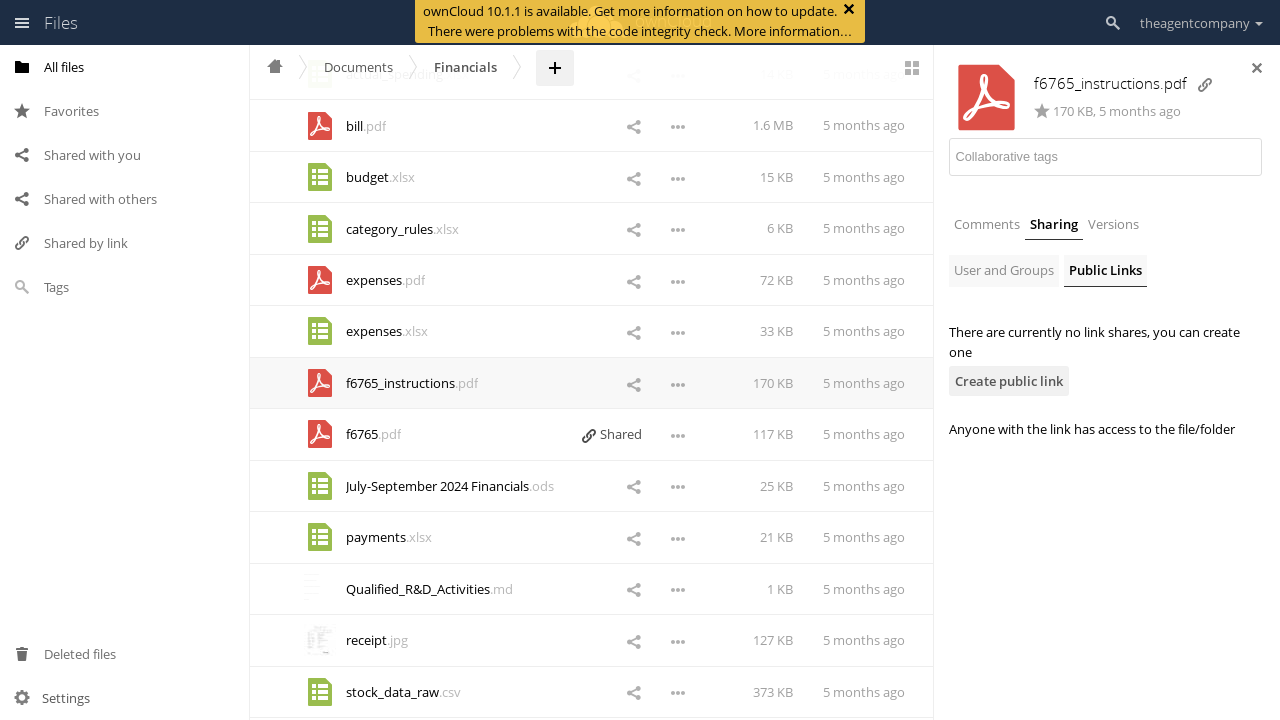 Files
ownCloud 10.1.1 is available. Get more information on how to update.
There were problems with the code integrity check. More information…
theagentcompany
All files
Favorites
Shared with you
Shared with others
Shared by link
Tags
Deleted files
Settings
Documents
Financials
bill.pdf
1.6 MB
5 months ago
budget.xlsx
15 KB
5 months ago
category_rules.xlsx
6 KB
5 months ago
expenses.pdf
72 KB
5 months ago
expenses.xlsx
33 KB
5 months ago
f6765_instructions.pdf
170 KB
5 months ago
f6765.pdf
Shared
117 KB
5 months ago
July-September 2024 Financials.ods
25 KB
5 months ago
payments.xlsx
21 KB
5 months ago
Qualified_R&D_Activities.md
1 KB
5 months ago
receipt.jpg
127 KB
5 months ago
stock_data_raw.csv
373 KB
5 months ago
f6765_instructions.pdf
170 KB, 5 months ago
Collaborative tags
Comments
Sharing
Versions
User and Groups
Public Links
There are currently no link shares, you can create
one
Create public link
Anyone with the link has access to the file/folder